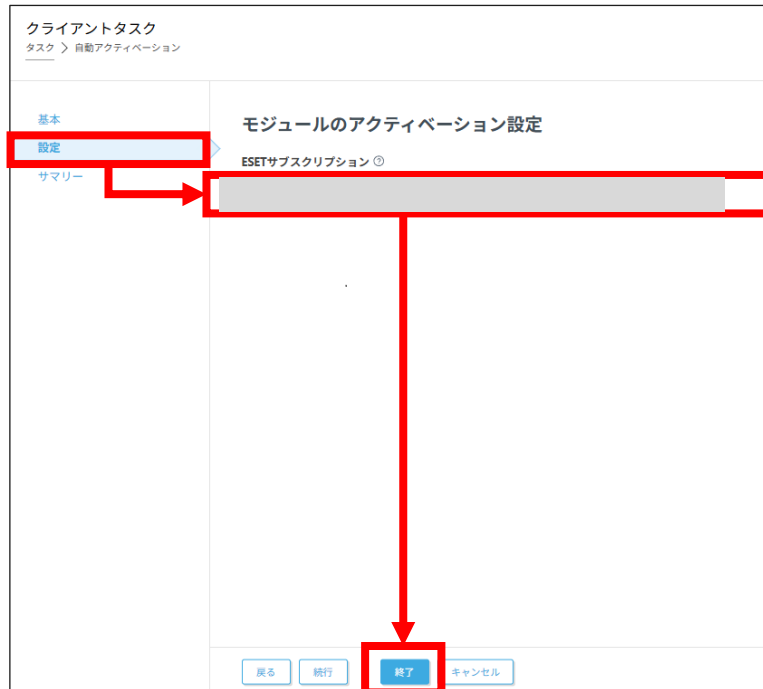 クライアントタスク
タスク > 自動アクティベーション
基本
設定
サマリー
モジュールのアクティベーション設定
ESETサブスクリプション ?
戻る
続行
終了
キャンセル